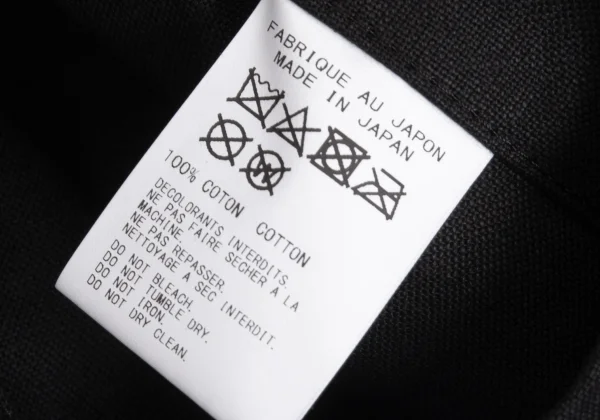 FABRIQUE AU JAPON
MADE IN JAPAN
100% COTON COTTON
DECOLORANTS INTERDITS.
NE PAS FAIRE SECHER A LA
MACHINE.
NE PAS REPASSER.
NETTOYAGE A SEC INTERDIT.
DO NOT BLEACH.
DO NOT TUMBLE DRY.
DO NOT IRON.
DO NOT DRY CLEAN.